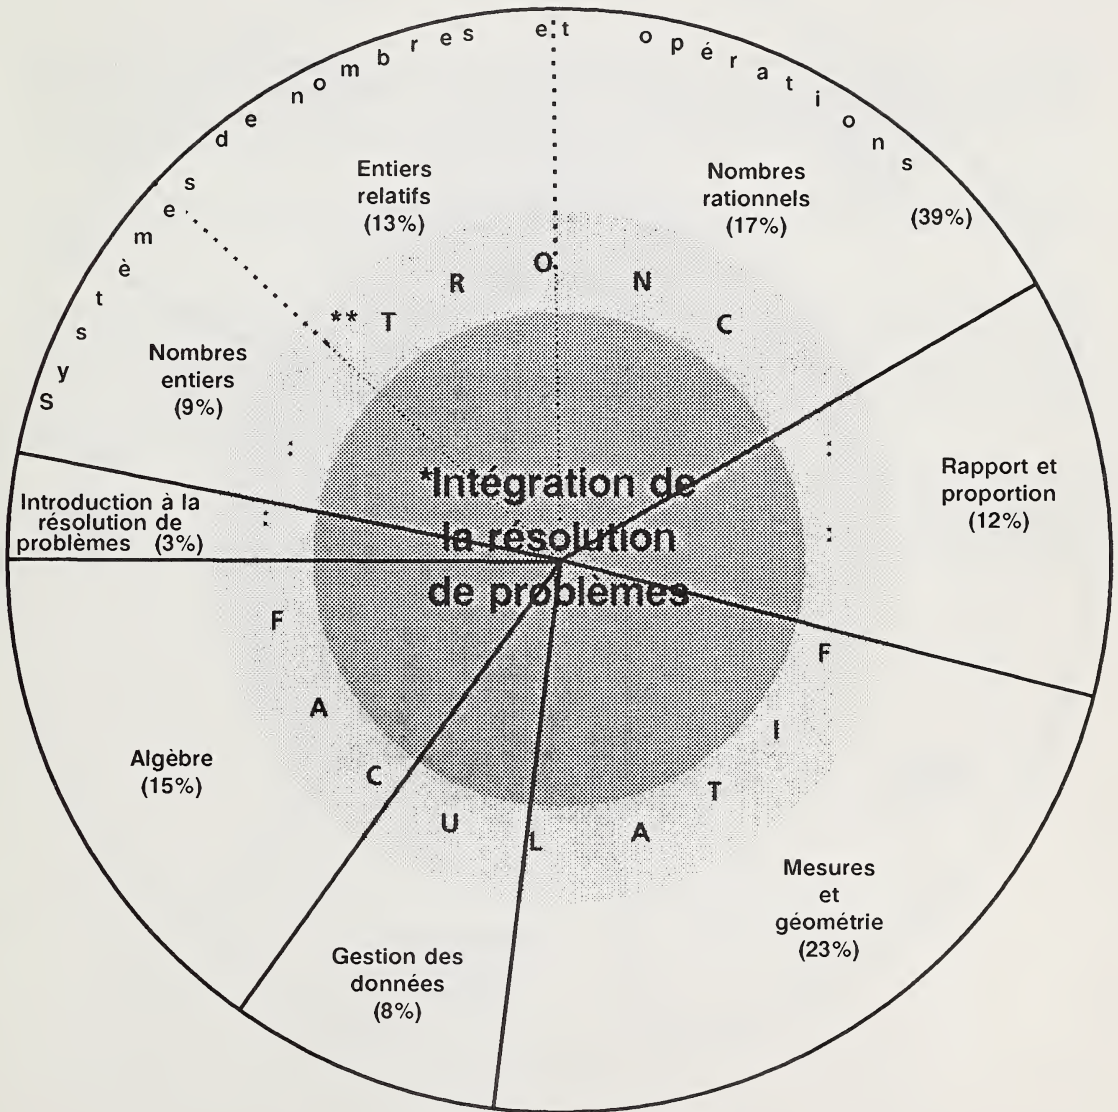 Systèmes de nombres et opérations
(39%)
Entiers
relatifs
(13%)
Nombres
rationnels
(17%)
**
TRONC
Nombres
entiers
(9%)
Rapport et
proportion
(12%)
*Intégration de
la résolution
de problèmes
Introduction à la
résolution de
problèmes (3%)
FACULATIF
Algèbre
(15%)
Mesures
et
géométrie
(23%)
Gestion des
données
(8%)